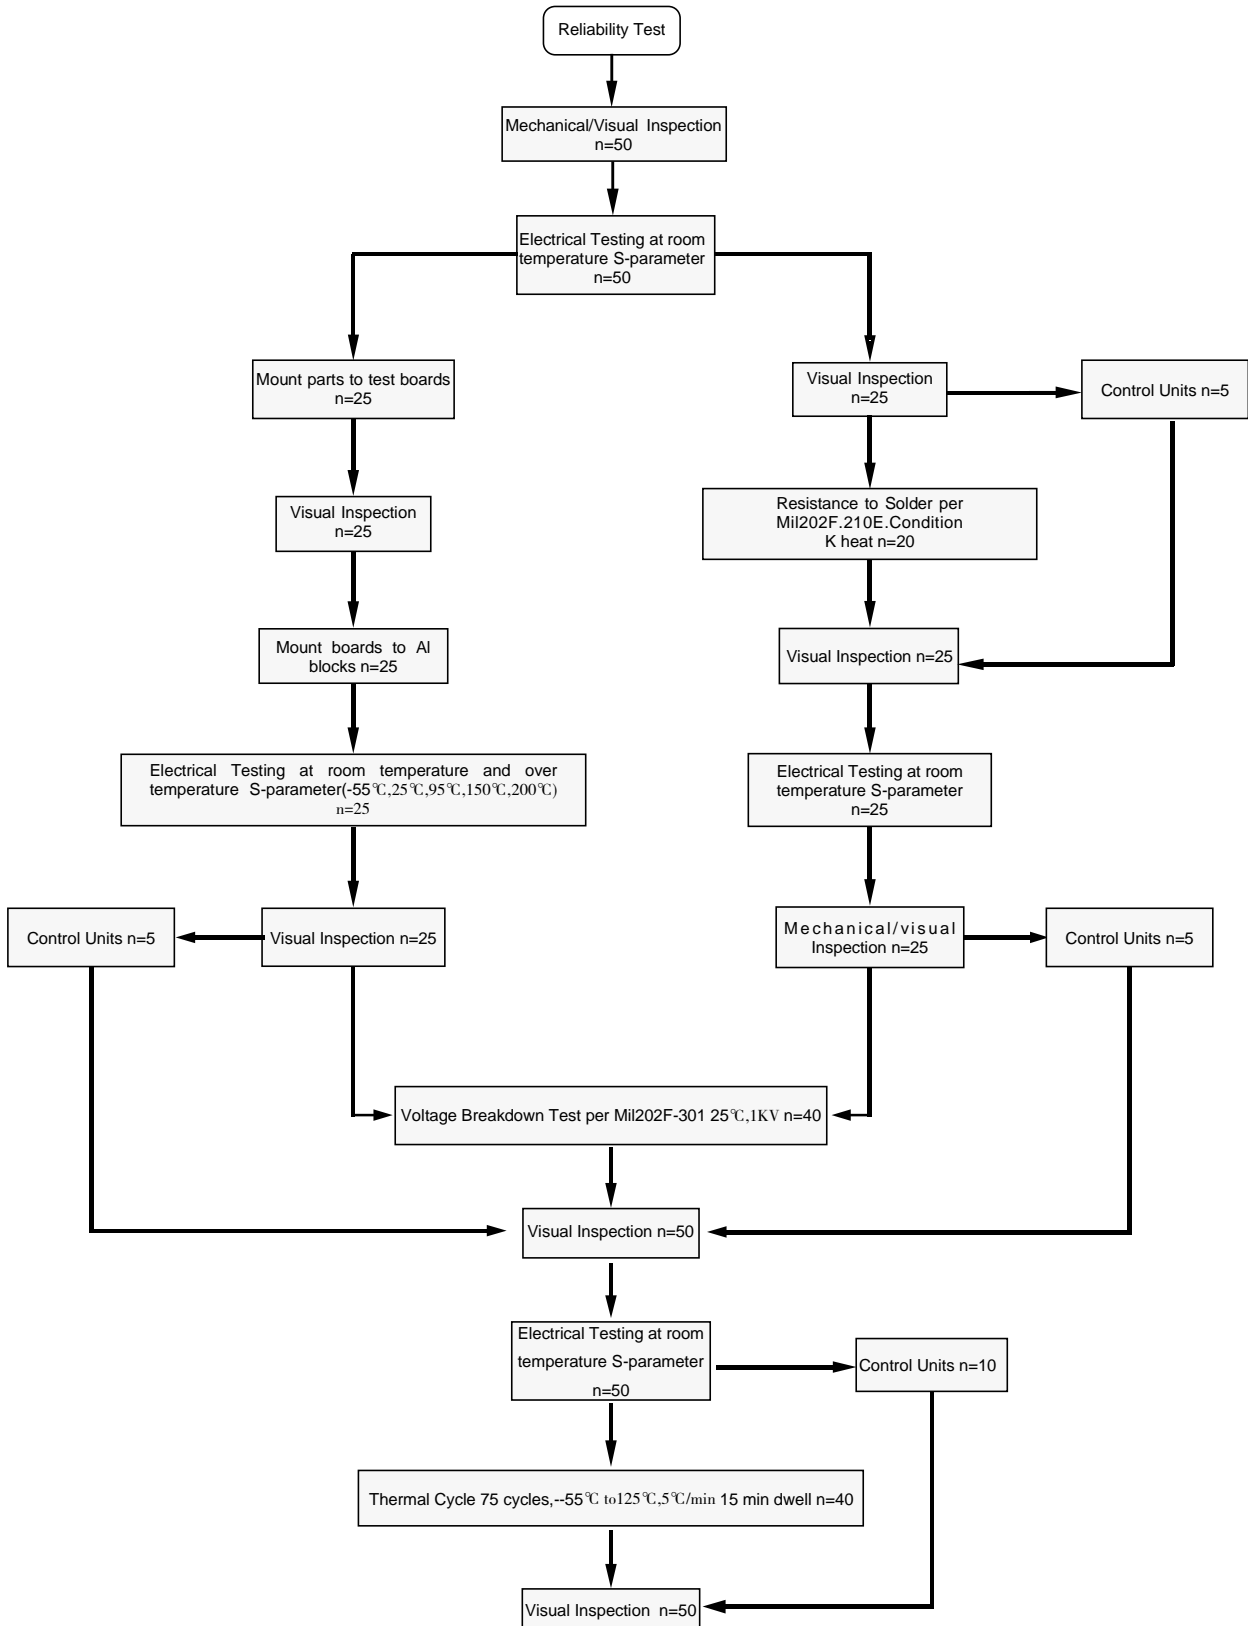 Reliability Test
Mechanical/Visual Inspection
n=50
Electrical Testing at room
temperature S-parameter
n=50
Mount parts to test boards
n=25
Visual Inspection
n=25
Control Units n=5
Visual Inspection
n=25
Resistance to Solder per
Mil202F.210E.Condition
K heat n=20
Mount boards to Al
blocks n=25
Visual Inspection n=25
Electrical Testing at room temperature and over
temperature S-parameter(-55℃,25℃,95℃,150℃,200℃)
n=25
Electrical Testing at room
temperature S-parameter
n=25
Control Units n=5
Visual Inspection n=25
Mechanical/visual
Inspection n=25
Control Units n=5
Voltage Breakdown Test per Mil202F-301 25℃,1KV n=40
Visual Inspection n=50
Electrical Testing at room
temperature S-parameter
n=50
Control Units n=10
Thermal Cycle 75 cycles,--55℃ to125℃,5℃/min 15 min dwell n=40
Visual Inspection n=50